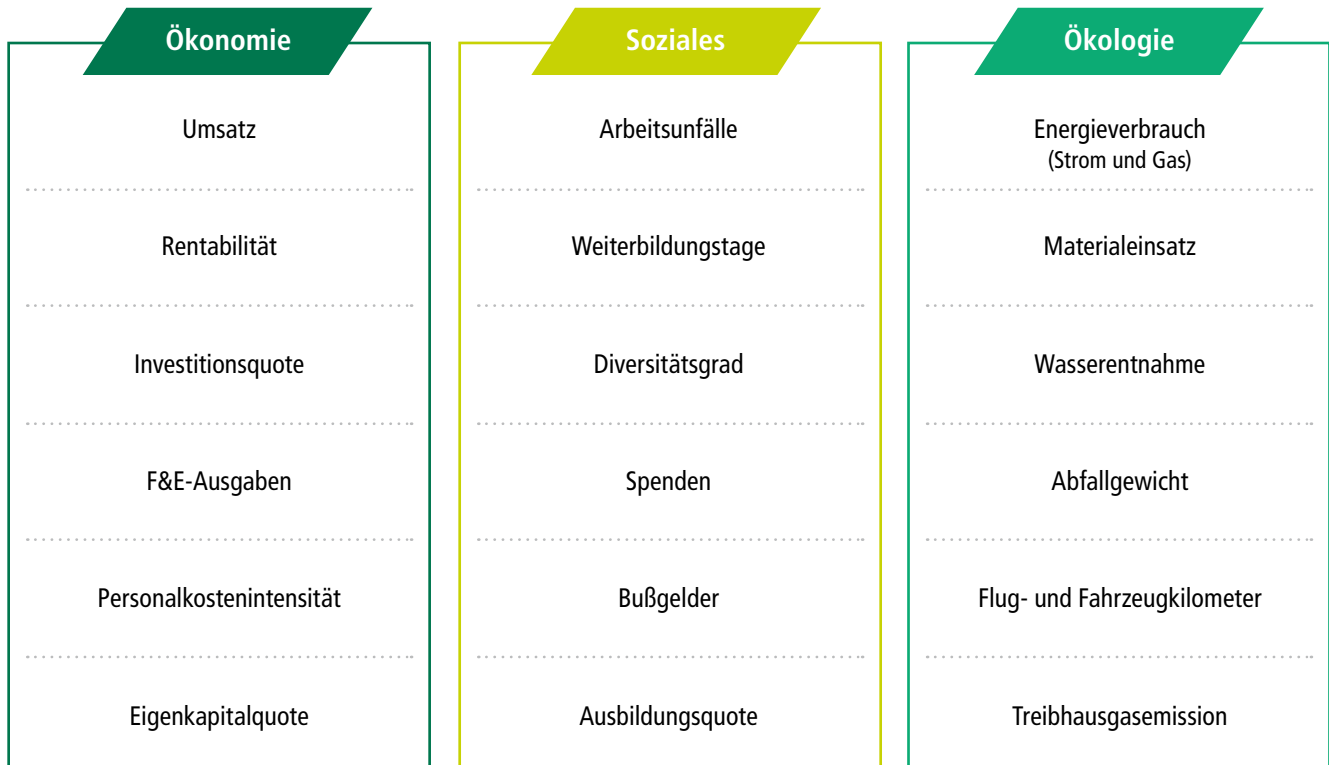 Ökonomie
Umsatz
Rentabilität
Investitionsquote
F&E-Ausgaben
Personalkostenintensität
Eigenkapitalquote
Soziales
Arbeitsunfälle
Weiterbildungstage
Diversitätsgrad
Spenden
Bußgelder
Ausbildungsquote
Ökologie
Energieverbrauch
(Strom und Gas)
Materialeinsatz
Wasserentnahme
Abfallgewicht
Flug- und Fahrzeugkilometer
Treibhausgasemission